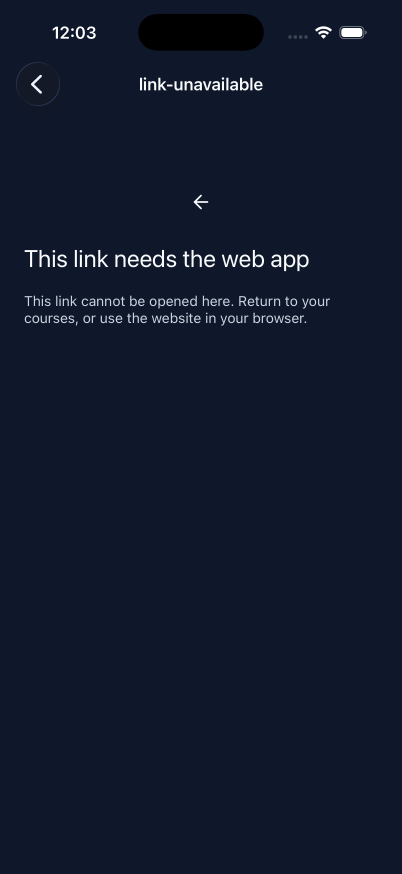 12:03
link-unavailable
This link needs the web app
This link cannot be opened here. Return to your
courses, or use the website in your browser.